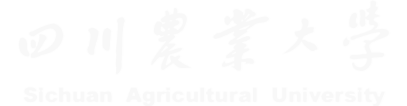 四川農業大學
Sichuan Agricultural University